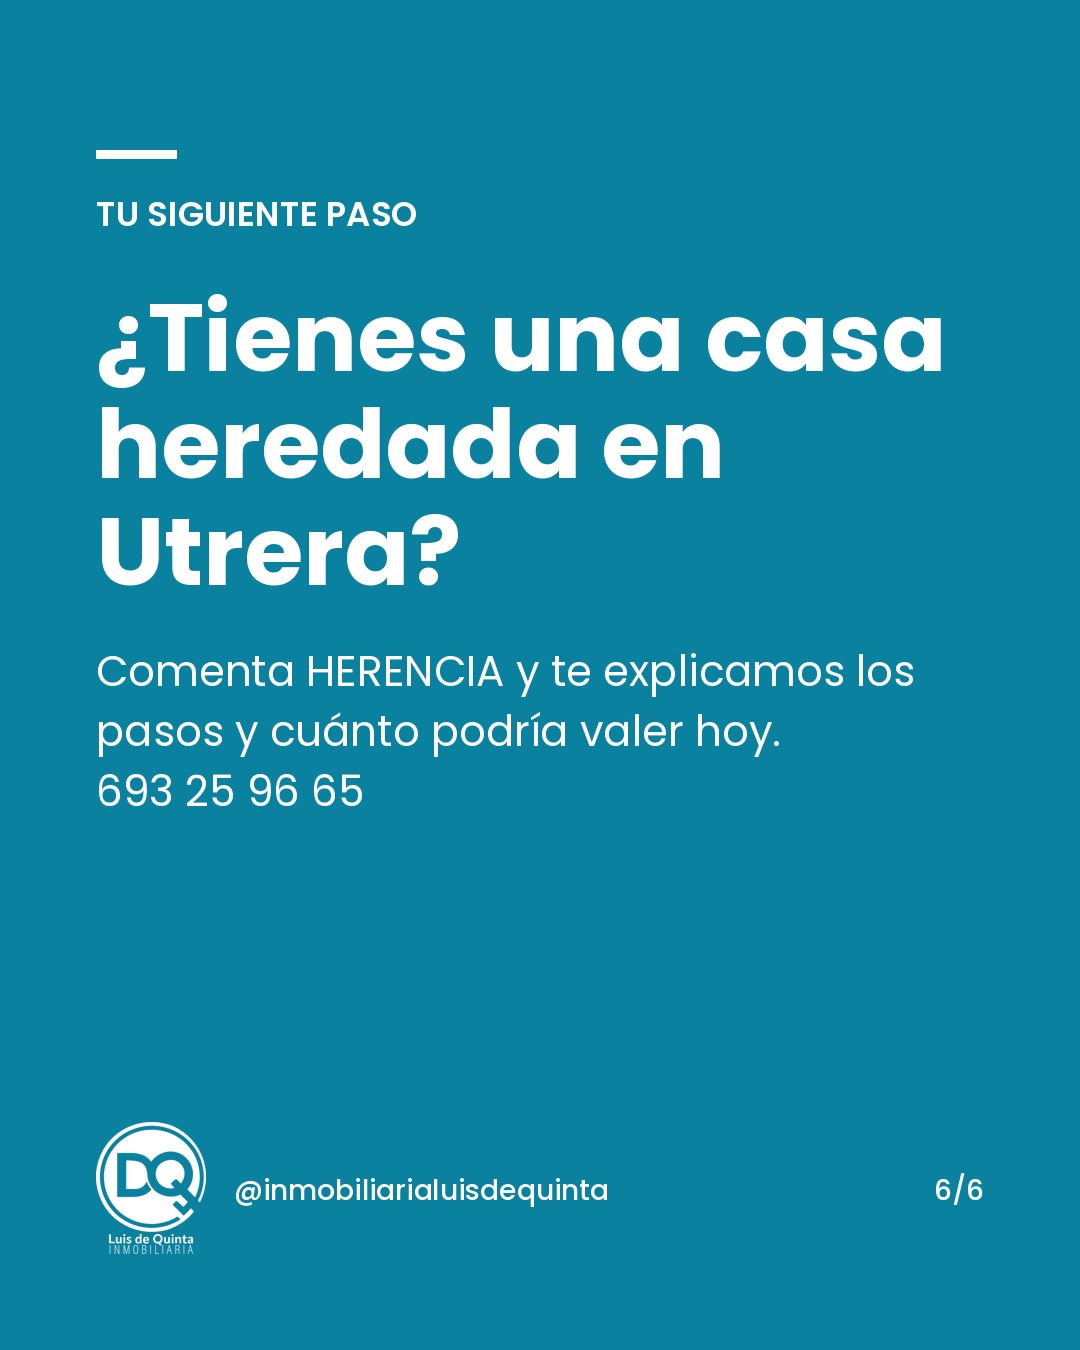 TU SIGUIENTE PASO
¿Tienes una casa
heredada en
Utrera?
Comenta HERENCIA y te explicamos los
pasos y cuánto podría valer hoy.
693 25 96 65
DQ
Luis de Quinta
INMOBILIARIA
@inmobiliarialuisdequinta
6/6